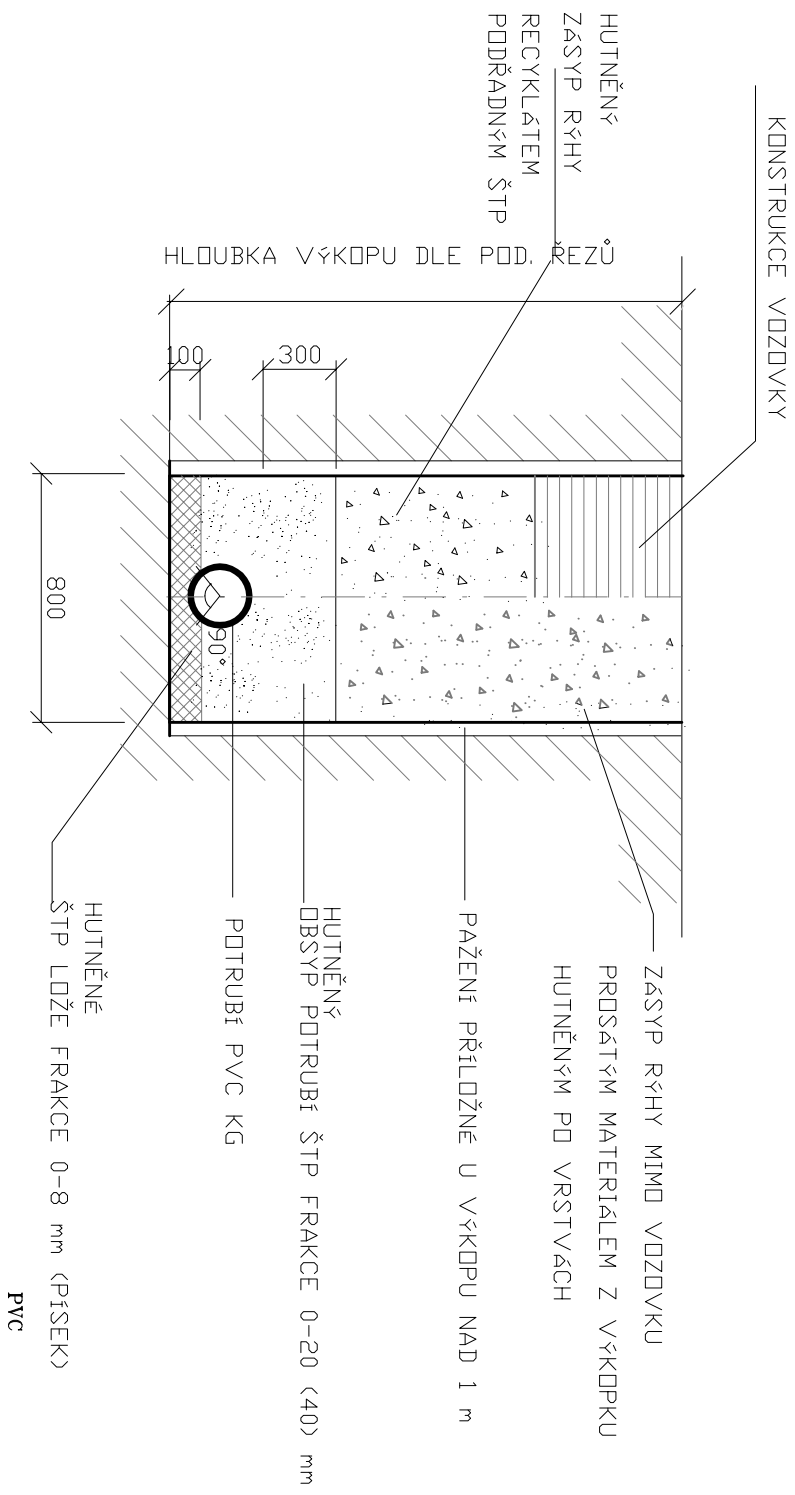 KONSTRUKCE VOZOVKY
HUTNĚNÝ
ZÁSYP RÝHY
RECYKLÁTEM
PODŘADNÝM ŠTP
HLOUBKA VÝKOPU DLE POD. ŘEZŮ
100
300
800
90°
ZÁSYP RÝHY MIMO VOZOVKU
PROSÁTÝM MATERIÁLEM Z VÝKOPKU
HUTNĚNÝM PO VRSTVÁCH
PAŽENÍ PŘÍLOŽNÉ U VÝKOPU NAD 1 m
HUTNĚNÝ
OBSYP POTRUBÍ ŠTP FRAKCE 0-20 (40) mm
POTRUBÍ PVC KG
HUTNĚNÉ
ŠTP LOŽE FRAKCE 0-8 mm (PÍSEK)
PVC